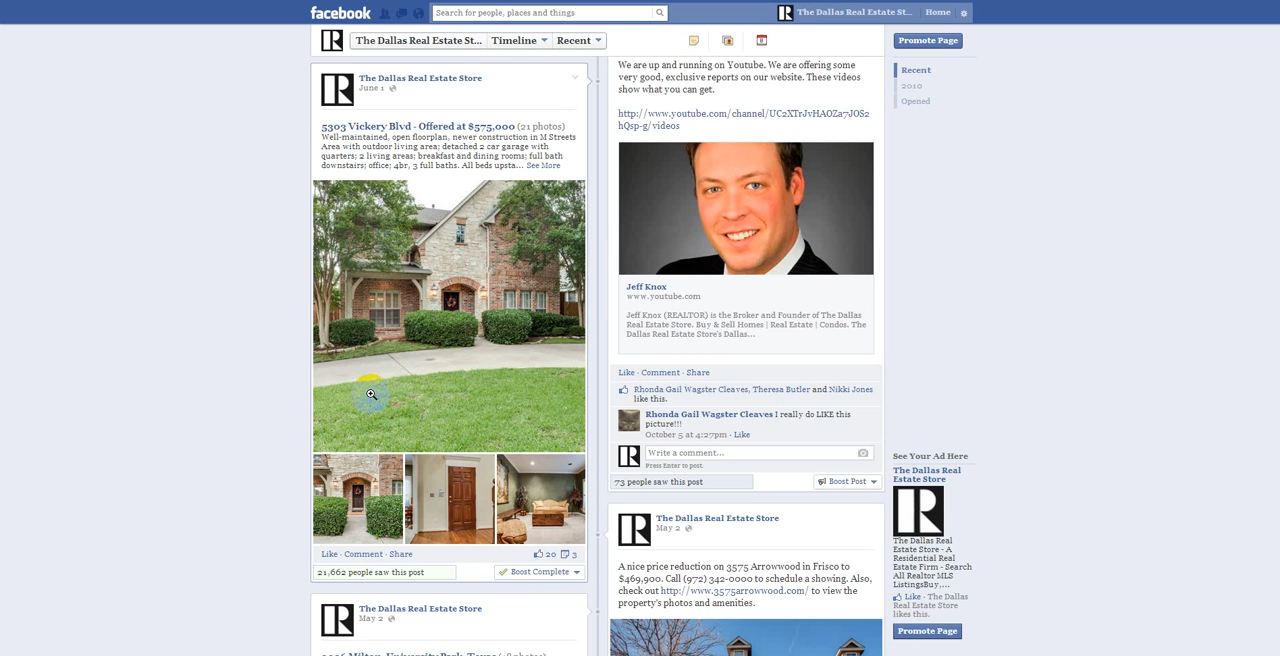 facebook
Search for people, places and things
The Dallas Real Estate St...
Home
The Dallas Real Estate St...
Timeline
Recent
8
Promote Page
Recent
2010
Opened
The Dallas Real Estate Store
June 1
5303 Vickery Blvd - Offered at $575,000 (21 photos)
Well-maintained, open floorplan, newer construction in M Streets
Area with outdoor living area; detached 2 car garage with
quarters; 2 living areas; breakfast and dining rooms; full bath
downstairs; office; 4br, 3 full baths. All beds upsta... See More
Like · Comment · Share
20
3
21,662 people saw this post
Boost Complete
The Dallas Real Estate Store
May 2
We are up and running on Youtube. We are offering some
very good, exclusive reports on our website. These videos
show what you can get.
http://www.youtube.com/channel/UC2XTrJvHAOZa7JOS2
hQsp-g/videos
Jeff Knox
www.youtube.com
Jeff Knox (REALTOR) is the Broker and Founder of The Dallas
Real Estate Store. Buy & Sell Homes | Real Estate | Condos. The
Dallas Real Estate Store's Dallas...
Like · Comment · Share
Rhonda Gail Wagster Cleaves, Theresa Butler and Nikki Jones
like this.
Rhonda Gail Wagster Cleaves I really do LIKE this
picture!!!
October 5 at 4:27pm · Like
Write a comment...
Press Enter to post.
73 people saw this post
Boost Post
The Dallas Real Estate Store
May 2
A nice price reduction on 3575 Arrowwood in Frisco to
$469,900. Call (972) 342-0000 to schedule a showing. Also,
check out http://www.3575arrowwood.com/ to view the
property's photos and amenities.
See Your Ad Here
The Dallas Real
Estate Store
The Dallas Real
Estate Store - A
Residential Real
Estate Firm - Search
All Realtor MLS
ListingsBuy,...
Like · The Dallas
Real Estate Store
likes this.
Promote Page